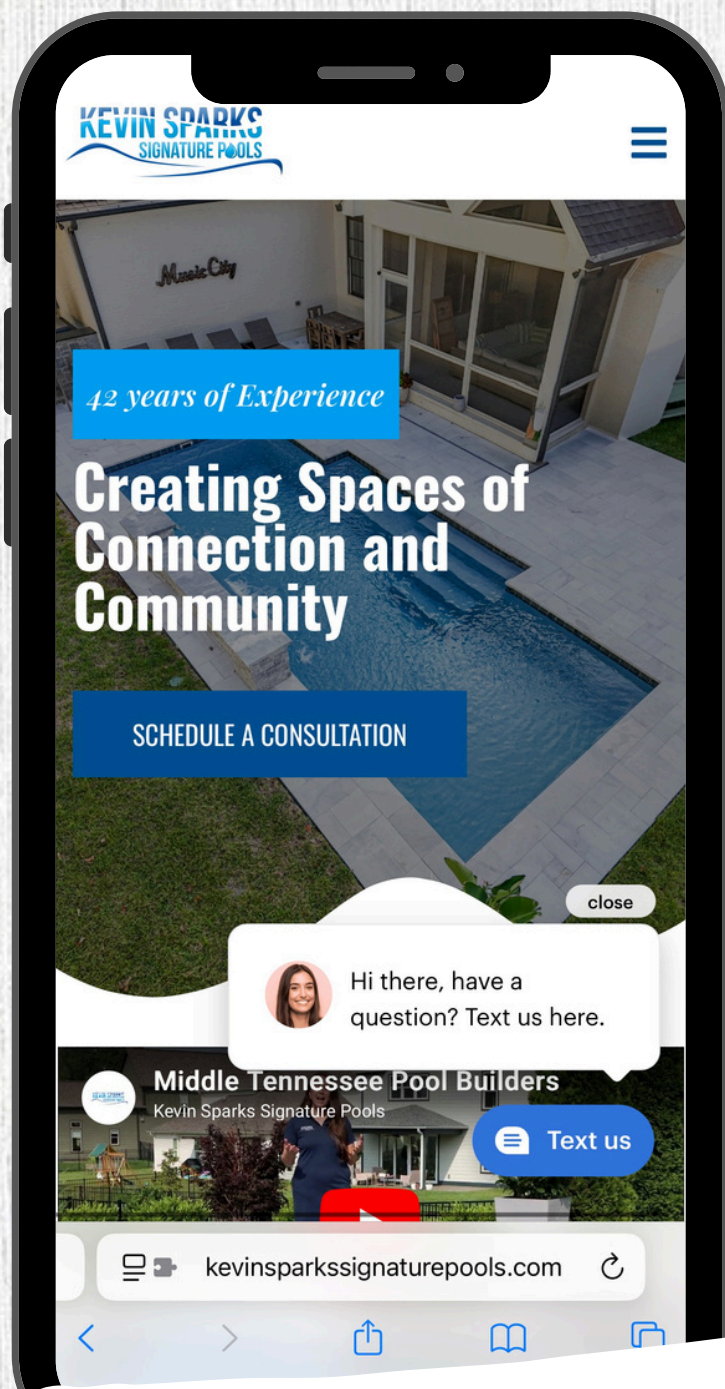 KEVIN SPARKS
SIGNATURE POOLS
Music City
42 years of Experience
Creating Spaces of
Connection and
Community
SCHEDULE A CONSULTATION
close
Hi there, have a
question? Text us here.
Middle Tennessee Pool Builders
Kevin Sparks Signature Pools
Text us
kevinsparkssignaturepools.com